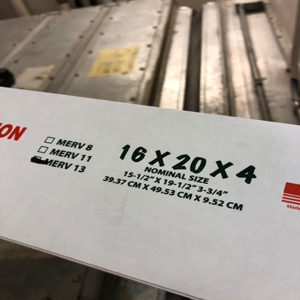 ON
MERV 8
MERV 11
MERV 13
16 X 20 X 4
NOMINAL SIZE
15-1/2" X 19-1/2" 3-3/4"
39.37 CM X 49.53 CM X 9.52 CM
Made